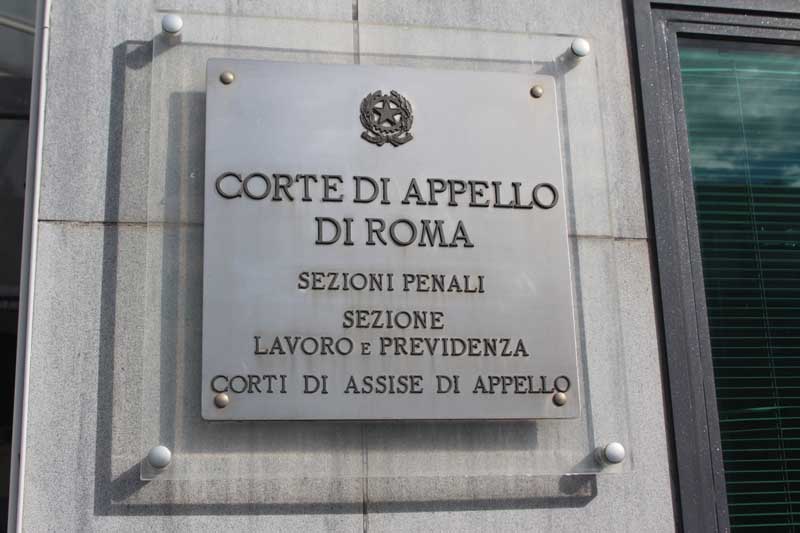 CORTE DI APPELLO
DI ROMA
SEZIONI PENALI
SEZIONE
LAVORO E PREVIDENZA
CORTI DI ASSISE DI APPELLO